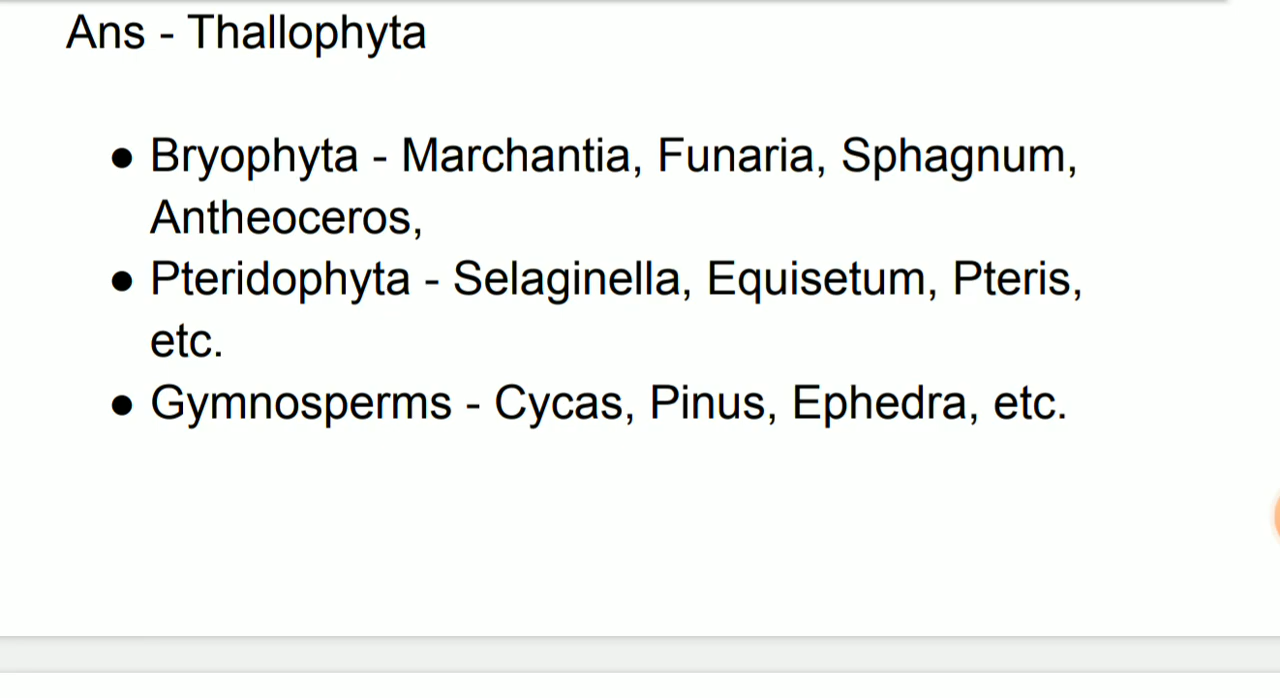 Ans - Thallophyta
● Bryophyta - Marchantia, Funaria, Sphagnum,
Antheoceros,
● Pteridophyta - Selaginella, Equisetum, Pteris,
etc.
● Gymnosperms - Cycas, Pinus, Ephedra, etc.